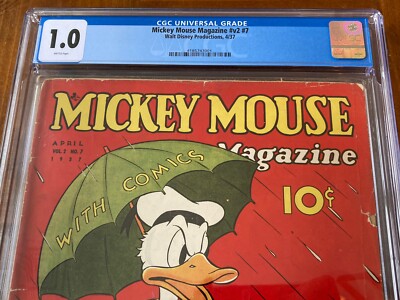 CGC UNIVERSAL GRADE
1.0
Mickey Mouse Magazine #v2 #7
Walt Disney Productions, 4/37
MICKEY MOUSE
Magazine
APRIL
VOL. 2 NO. 7
1937
WITH COMICS
10¢